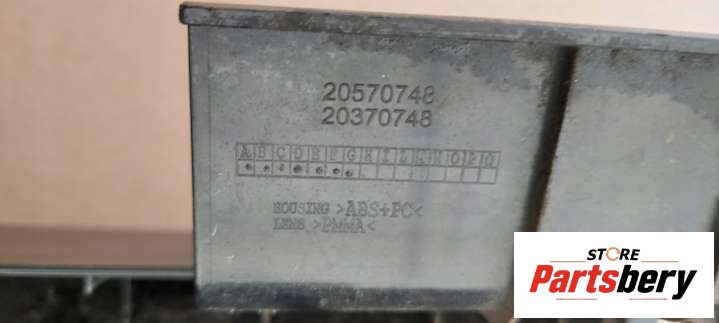 20570748
20370748
A B C D E F G H I L M N O P Q
HOUSING >ABS+PC<
LENS >PMMA<
STORE
Partsbery